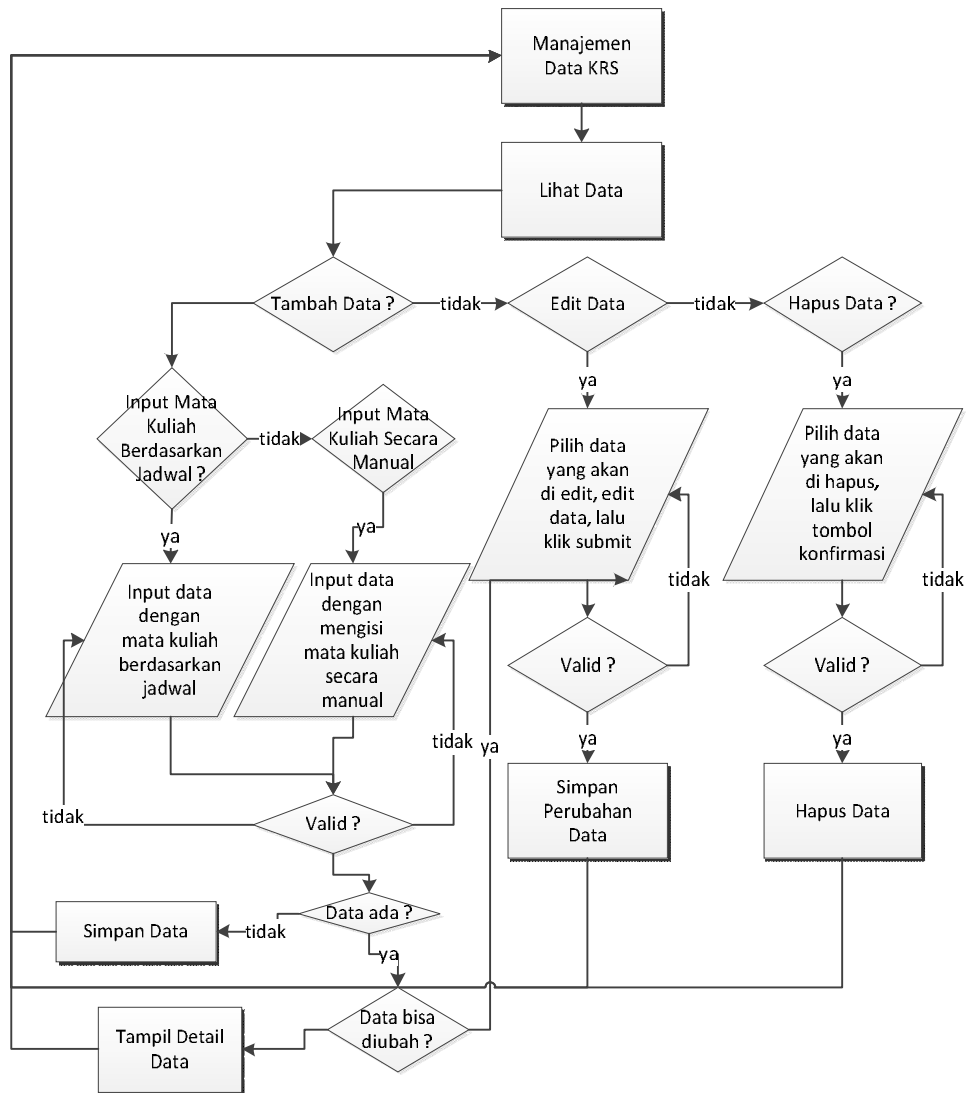 Manajemen
Data KRS
Lihat Data
Tambah Data ?
tidak
Edit Data
tidak
Hapus Data ?
ya
ya
Input Mata
Kuliah
Berdasarkan
Jadwal ?
tidak
Input Mata
Kuliah Secara
Manual
Pilih data
yang akan
di edit, edit
data, lalu
klik submit
Pilih data
yang akan
di hapus,
lalu klik
tombol
konfirmasi
ya
ya
Input data
dengan
mata kuliah
berdasarkan
jadwal
Input data
dengan
mengisi
mata kuliah
secara
manual
tidak
tidak
Valid ?
Valid ?
tidak
ya
ya
ya
Simpan
Perubahan
Data
Hapus Data
tidak
Valid ?
Data ada ?
Simpan Data
tidak
ya
Data bisa
diubah ?
Tampil Detail
Data